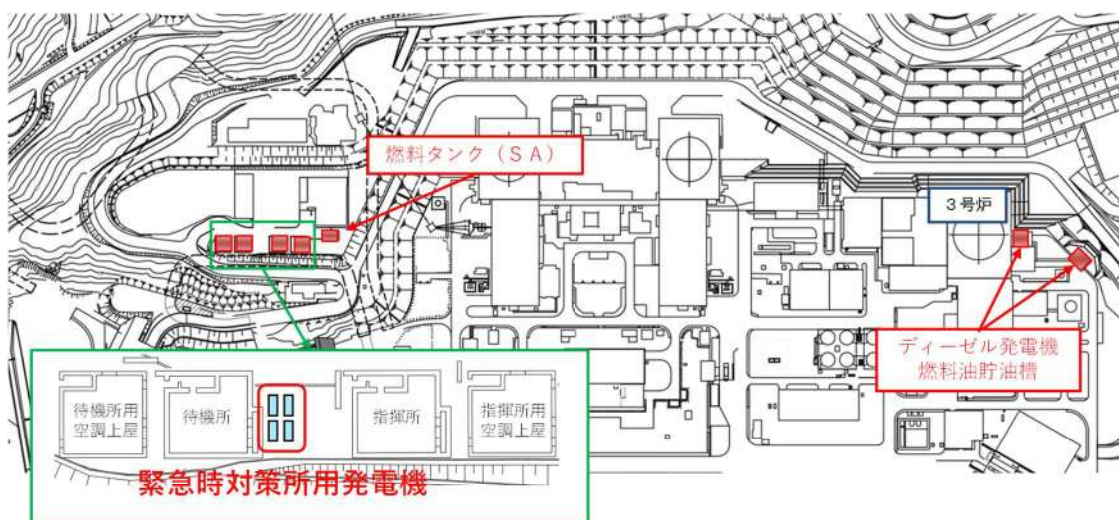 燃料タンク（ＳＡ）
３号炉
ディーゼル発電機
燃料油貯油槽
待機所用
空調上屋
待機所
指揮所
指揮所用
空調上屋
緊急時対策所用発電機